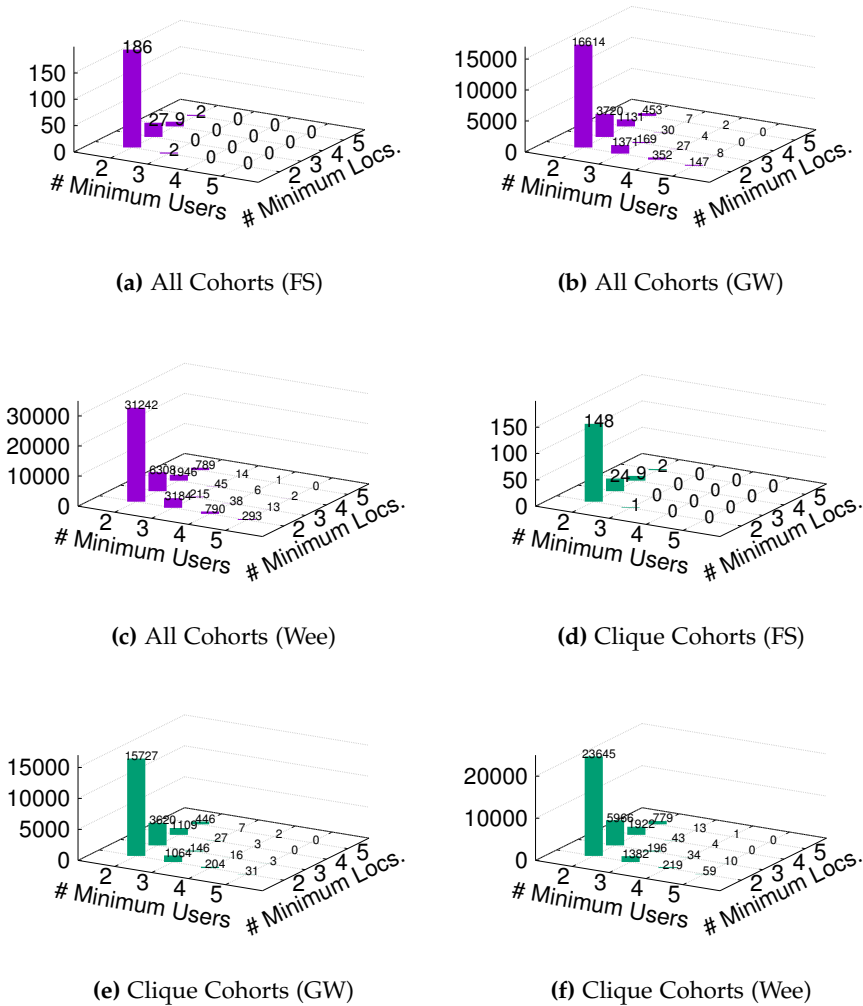 186
150
100
50
0
27 9 2 0 0 0
0 0 0 0
2 0 0 0 0
2 3 4 5
# Minimum Users
2 3 4 5
# Minimum Locs.
(a) All Cohorts (FS)
16614
15000
10000
5000
0
3720 1131 453
30 7 2 0
1371 169 27 4 0
352 147 8
2 3 4 5
# Minimum Users
2 3 4 5
# Minimum Locs.
(b) All Cohorts (GW)
31242
30000
20000
10000
0
6308 1946 789
45 14 1 0
3184 215 38 6 2
790 293 13
2 3 4 5
# Minimum Users
2 3 4 5
# Minimum Locs.
(c) All Cohorts (Wee)
148
150
100
50
0
24 9 2 0 0 0
0 0 0 0
1 0 0 0 0
2 3 4 5
# Minimum Users
2 3 4 5
# Minimum Locs.
(d) Clique Cohorts (FS)
15727
15000
10000
5000
0
3620 1109 446
27 7 2 0
1064 146 16 3 0
204 31 3
2 3 4 5
# Minimum Users
2 3 4 5
# Minimum Locs.
(e) Clique Cohorts (GW)
23645
20000
10000
0
5966 1922 779
43 13 1 0
1382 196 34 4 0
219 59 10
2 3 4 5
# Minimum Users
2 3 4 5
# Minimum Locs.
(f) Clique Cohorts (Wee)